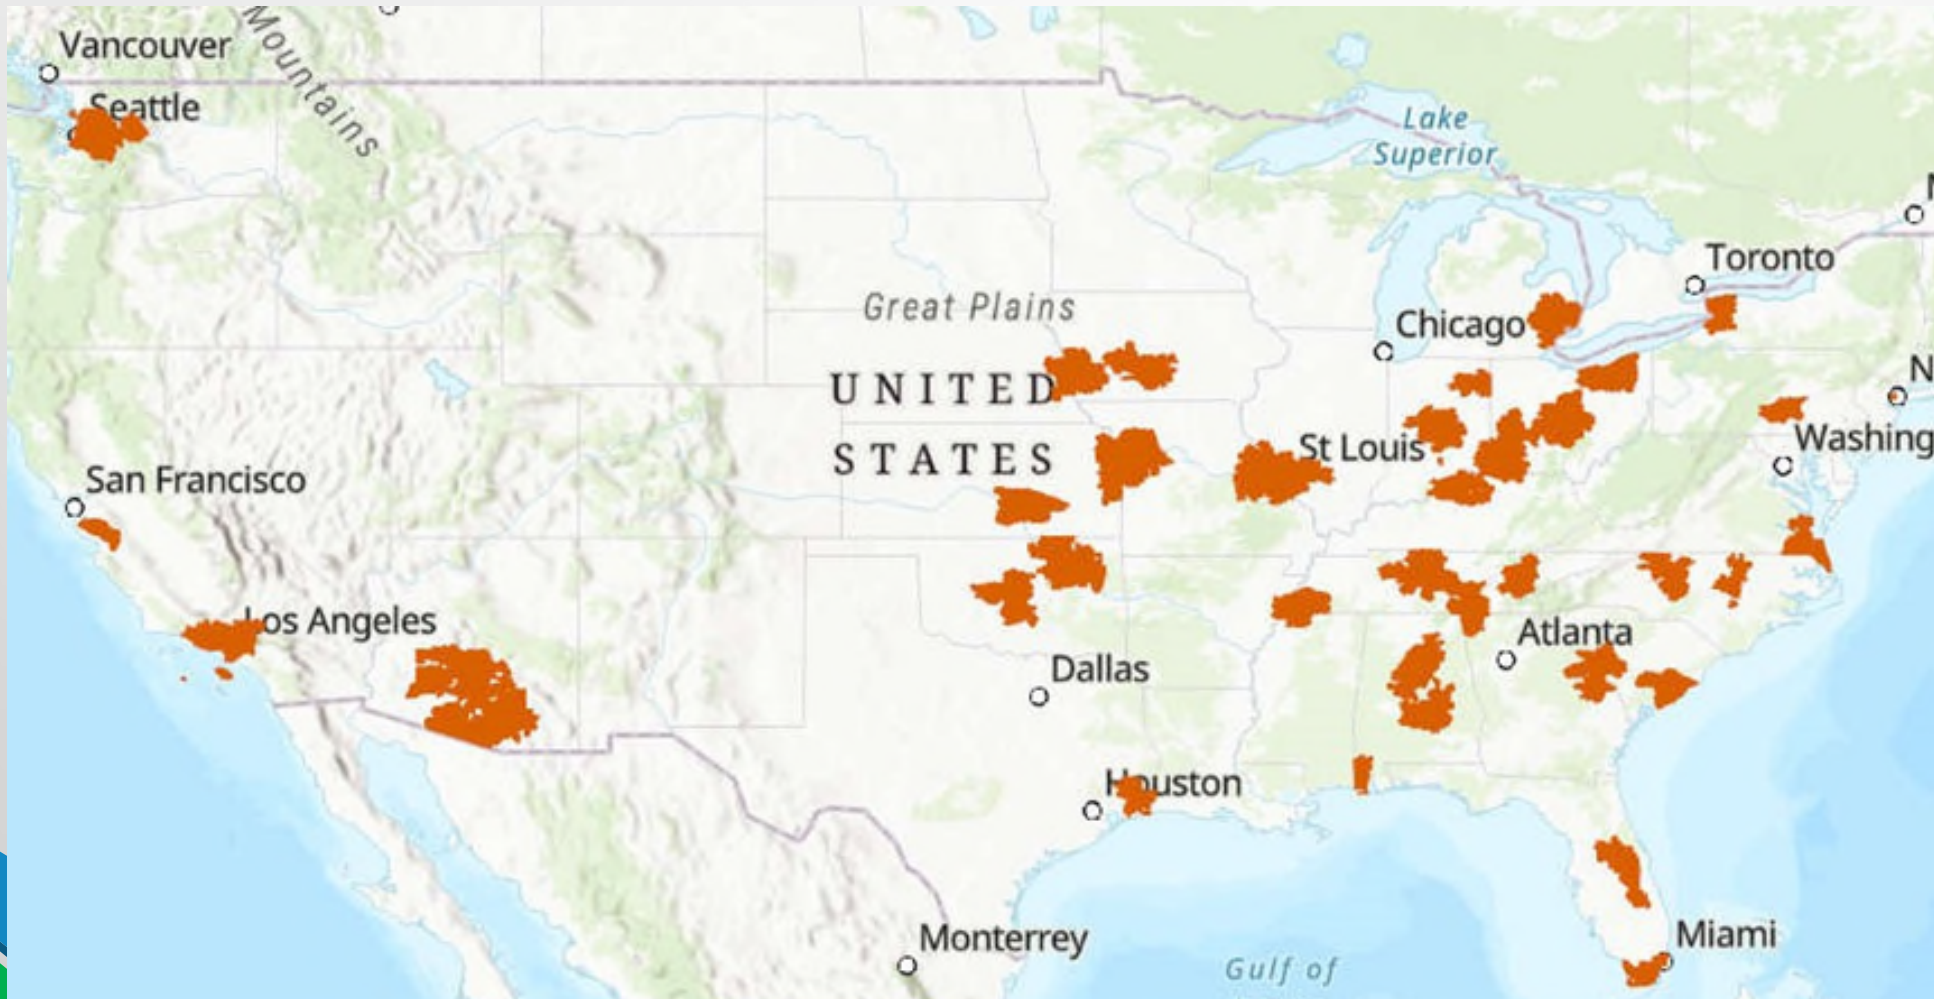 Vancouver
Mountains
Seattle
Lake
Superior
Toronto
Great Plains
Chicago
UNITED
STATES
N
Washing
St Louis
San Francisco
Los Angeles
Atlanta
Dallas
Houston
Monterrey
Miami
Gulf of